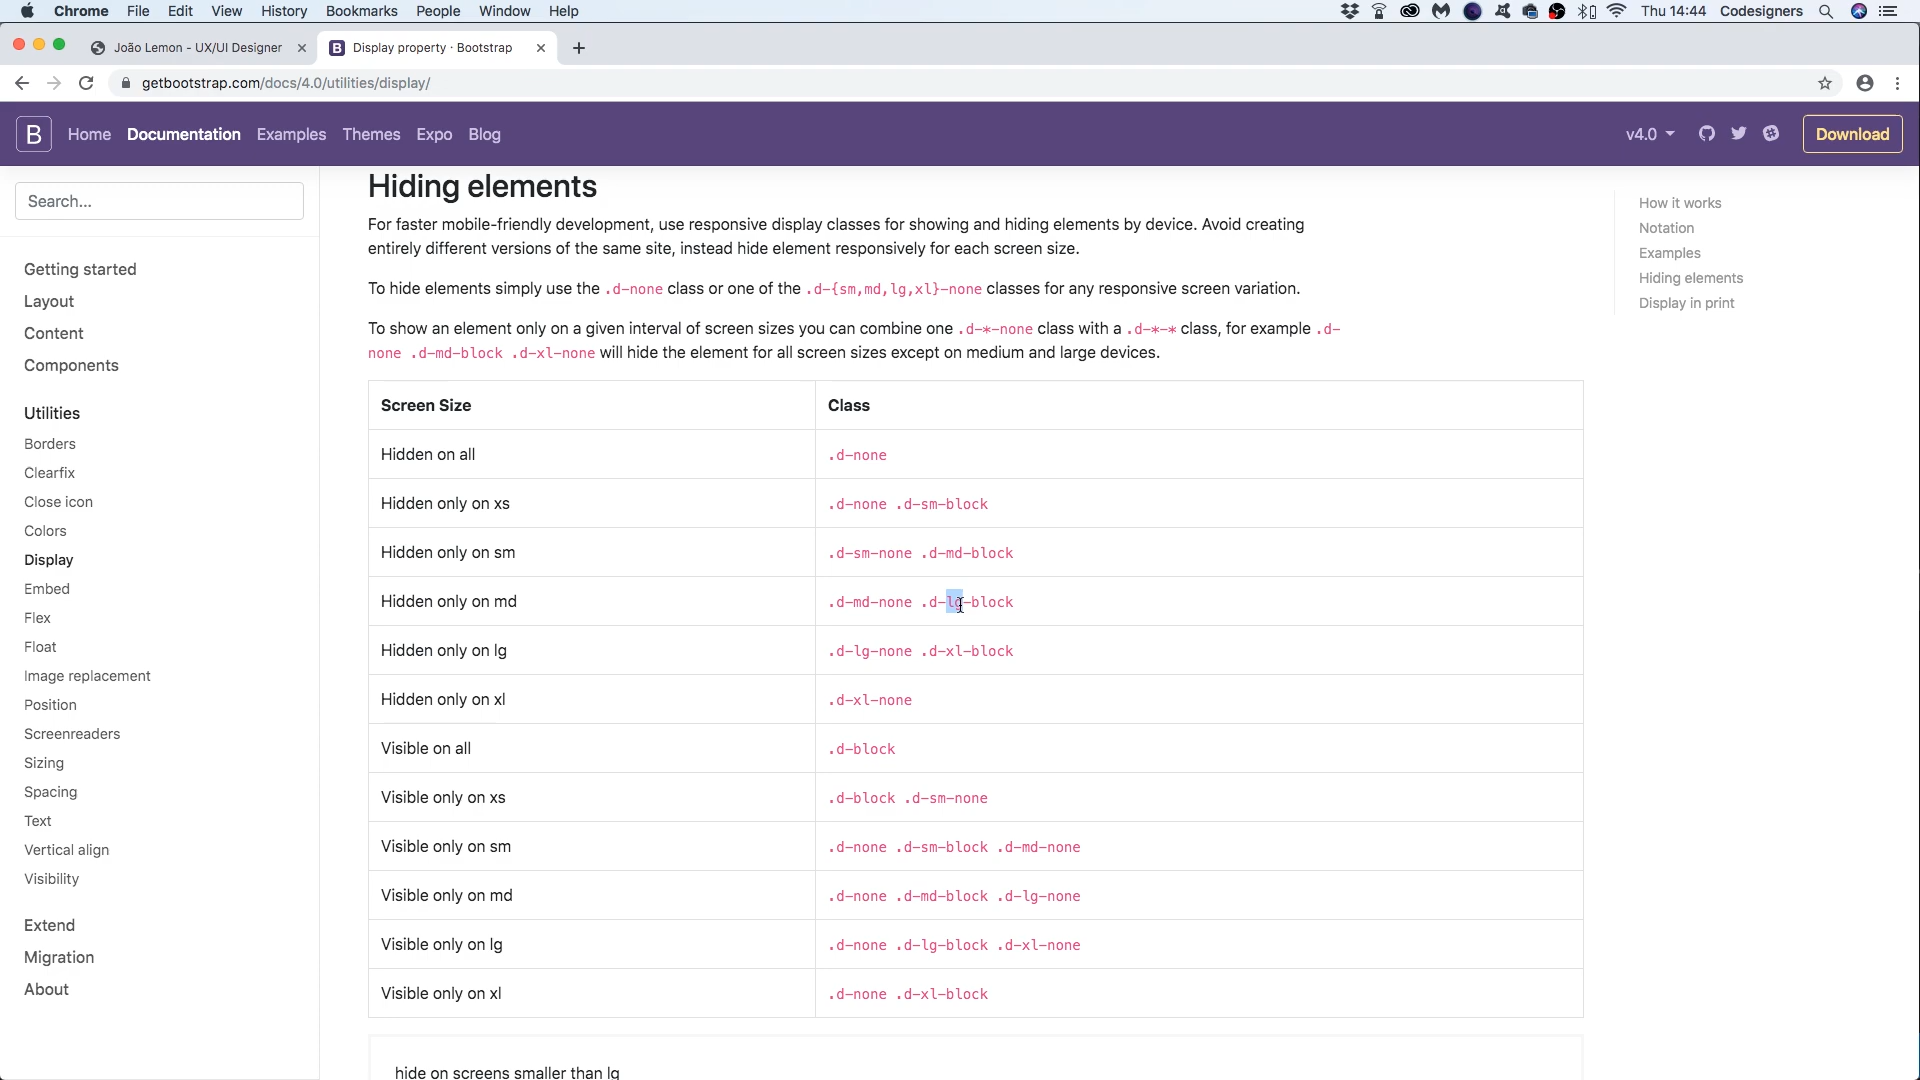 Chrome File Edit View History Bookmarks People Window Help Thu 14:44 Codesigners
João Lemon - UX/UI Designer
B Display property · Bootstrap
getbootstrap.com/docs/4.0/utilities/display/
B Home Documentation Examples Themes Expo Blog v4.0 Download
Search...
Getting started
Layout
Content
Components
Utilities
Borders
Clearfix
Close icon
Colors
Display
Embed
Flex
Float
Image replacement
Position
Screenreaders
Sizing
Spacing
Text
Vertical align
Visibility
Extend
Migration
About
Hiding elements
For faster mobile-friendly development, use responsive display classes for showing and hiding elements by device. Avoid creating
entirely different versions of the same site, instead hide element responsively for each screen size.
To hide elements simply use the .d-none class or one of the .d-{sm,md,lg,xl}-none classes for any responsive screen variation.
To show an element only on a given interval of screen sizes you can combine one .d-*-none class with a .d-*-* class, for example .d-
none .d-md-block .d-xl-none will hide the element for all screen sizes except on medium and large devices.
Screen Size Class
Hidden on all .d-none
Hidden only on xs .d-none .d-sm-block
Hidden only on sm .d-sm-none .d-md-block
Hidden only on md .d-md-none .d-lg-block
Hidden only on lg .d-lg-none .d-xl-block
Hidden only on xl .d-xl-none
Visible on all .d-block
Visible only on xs .d-block .d-sm-none
Visible only on sm .d-none .d-sm-block .d-md-none
Visible only on md .d-none .d-md-block .d-lg-none
Visible only on lg .d-none .d-lg-block .d-xl-none
Visible only on xl .d-none .d-xl-block
hide on screens smaller than lg
How it works
Notation
Examples
Hiding elements
Display in print